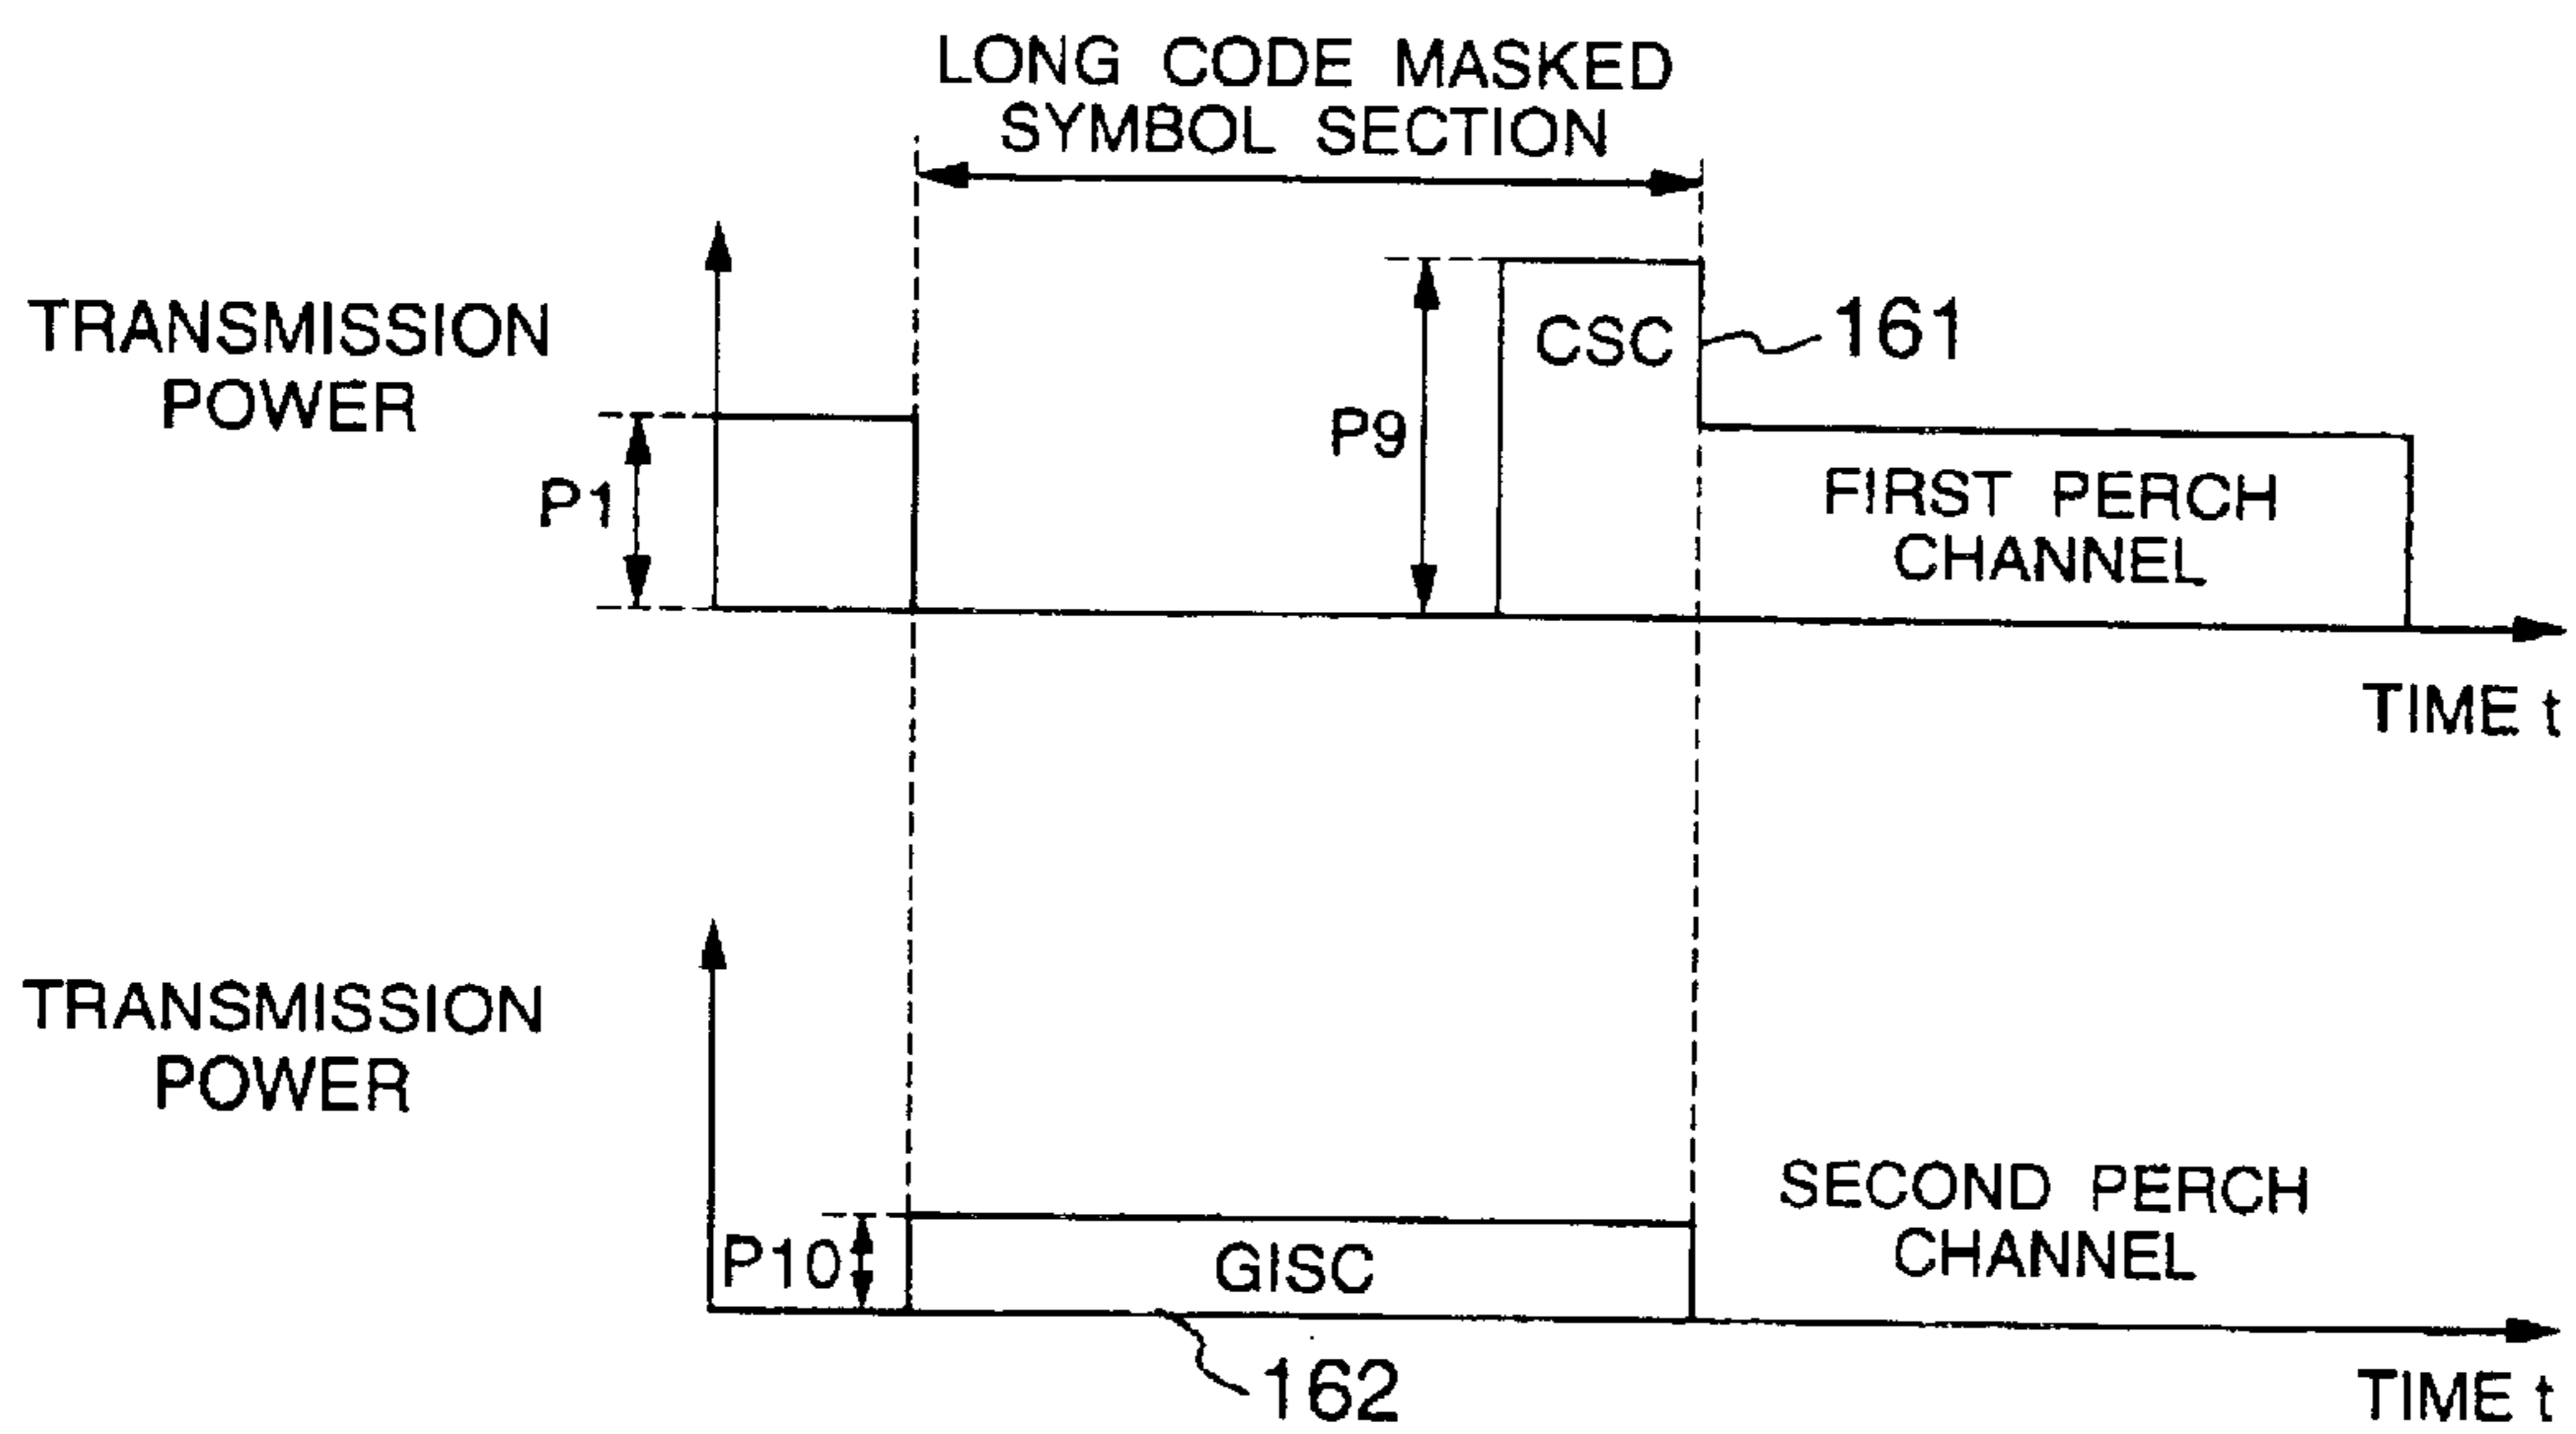 LONG CODE MASKED
SYMBOL SECTION
TRANSMISSION
POWER
P1
P9
CSC
161
FIRST PERCH
CHANNEL
TIME t
TRANSMISSION
POWER
P10
GISC
SECOND PERCH
CHANNEL
162
TIME t